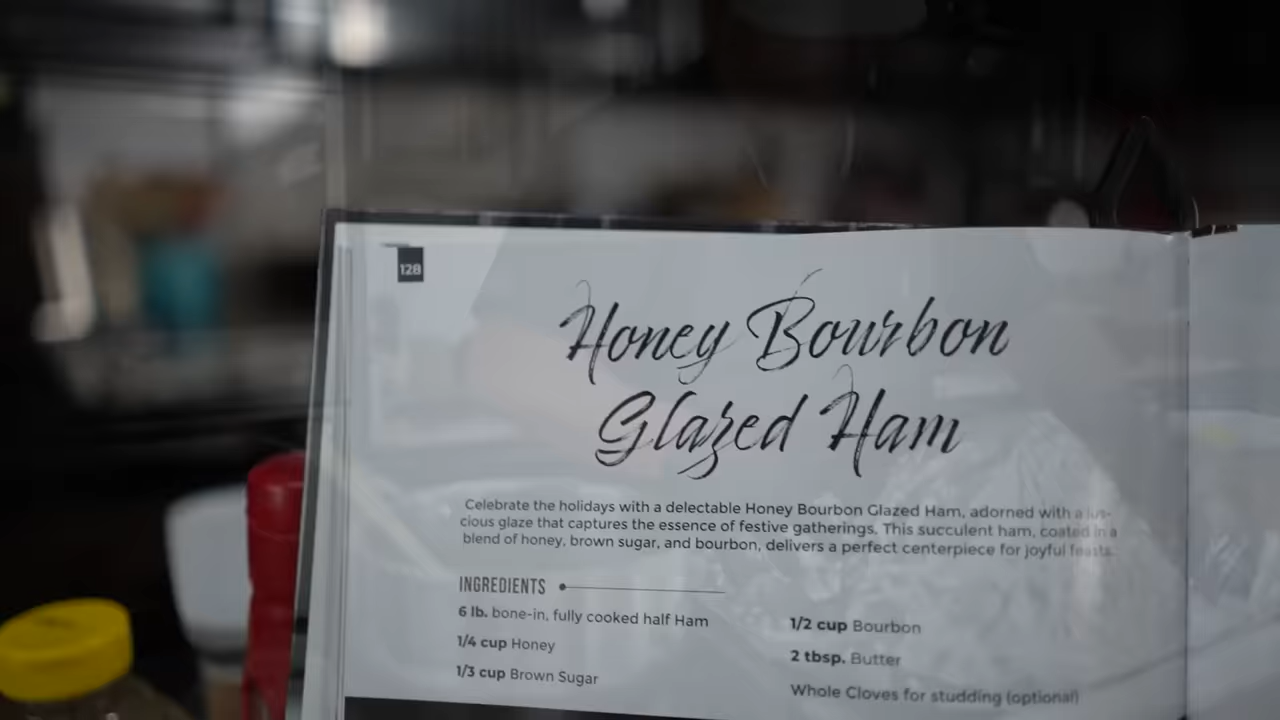 128
Honey Bourbon
Glazed Ham
Celebrate the holidays with a delectable Honey Bourbon Glazed Ham, adorned with a lus-
cious glaze that captures the essence of festive gatherings. This succulent ham, coated in a
blend of honey, brown sugar, and bourbon, delivers a perfect centerpiece for joyful feasts.
INGREDIENTS
6 lb. bone-in, fully cooked half Ham
1/4 cup Honey
1/3 cup Brown Sugar
1/2 cup Bourbon
2 tbsp. Butter
Whole Cloves for studding (optional)